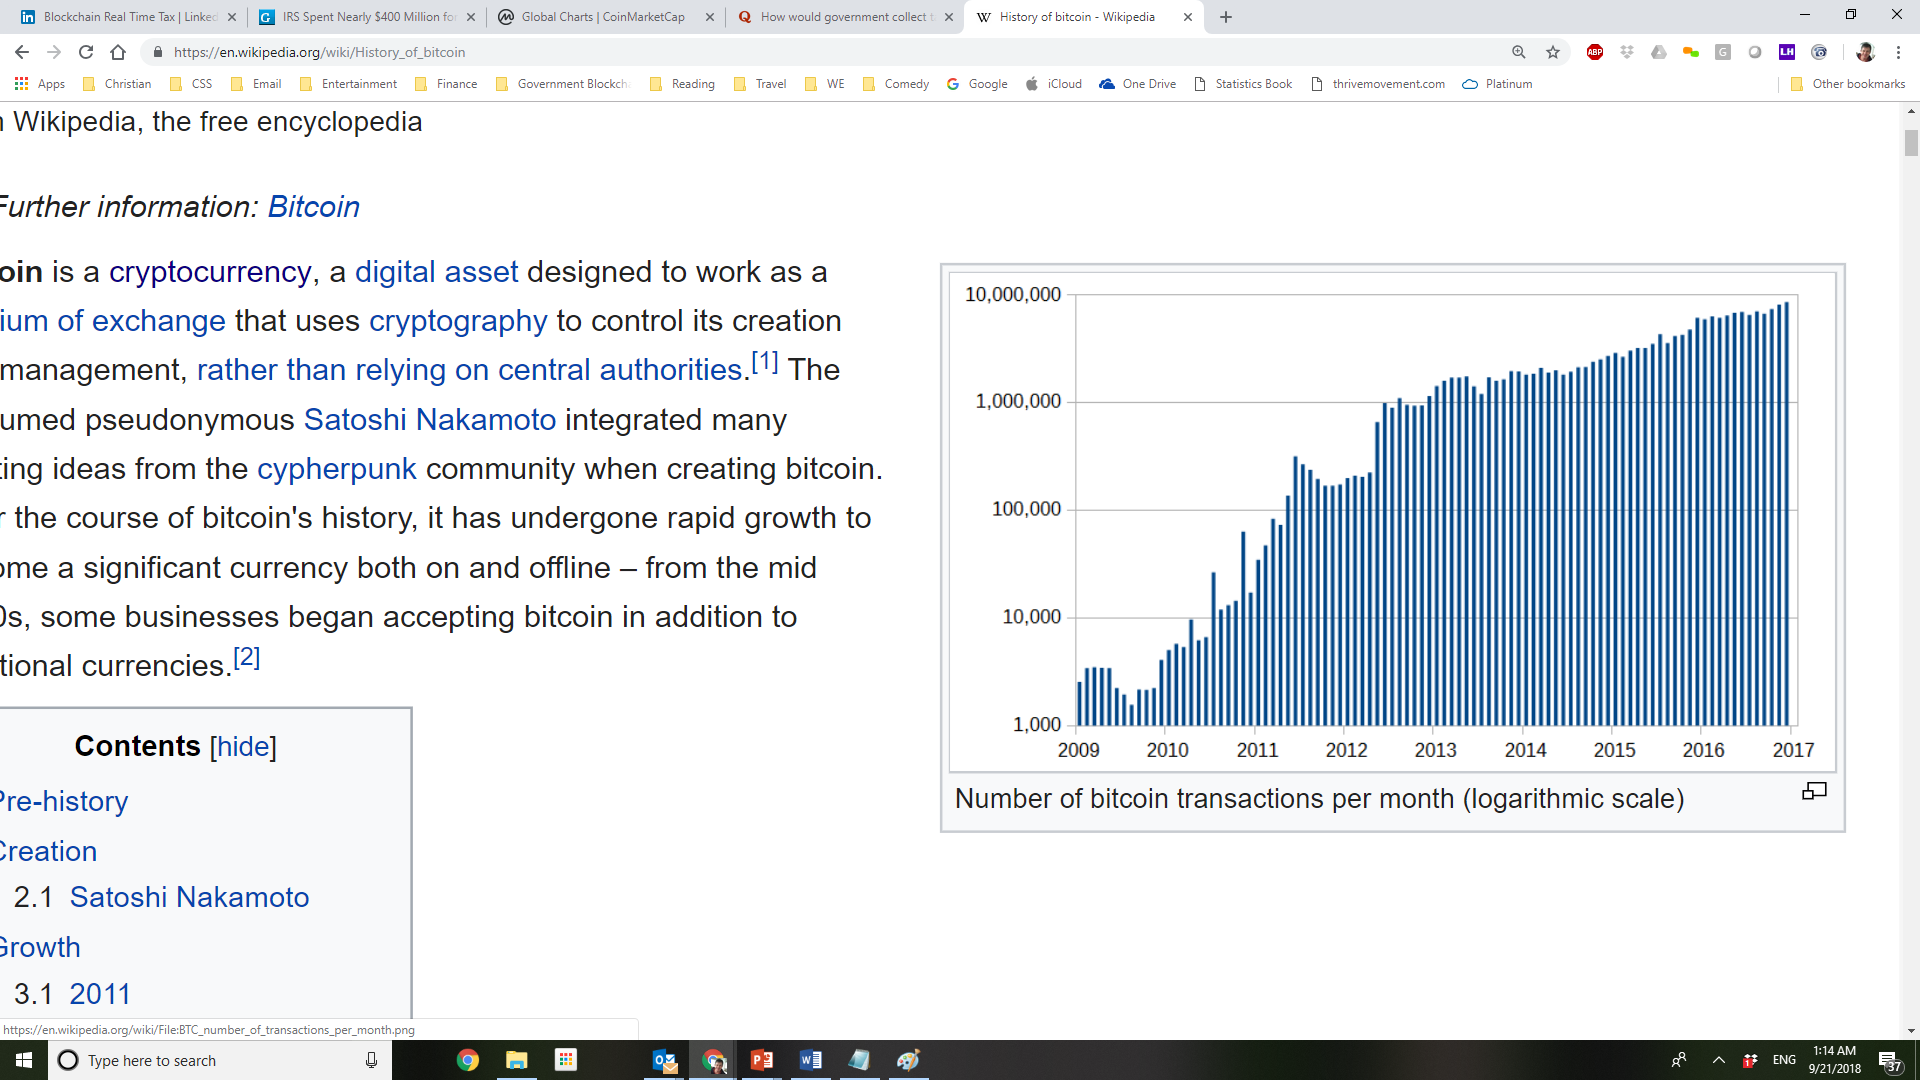 Blockchain Real Time Tax | Linked
IRS Spent Nearly $400 Million for
Global Charts | CoinMarketCap
How would government collect t
History of bitcoin - Wikipedia
https://en.wikipedia.org/wiki/History_of_bitcoin
Apps Christian CSS Email Entertainment Finance Government Blockch Reading Travel WE Comedy Google iCloud One Drive Statistics Book thrivemovement.com Platinum Other bookmarks
Wikipedia, the free encyclopedia
Further information: Bitcoin
oin is a cryptocurrency, a digital asset designed to work as a
ium of exchange that uses cryptography to control its creation
management, rather than relying on central authorities.[1] The
umed pseudonymous Satoshi Nakamoto integrated many
ting ideas from the cypherpunk community when creating bitcoin.
r the course of bitcoin's history, it has undergone rapid growth to
ome a significant currency both on and offline – from the mid
0s, some businesses began accepting bitcoin in addition to
tional currencies.[2]
10,000,000
1,000,000
100,000
10,000
1,000
2009 2010 2011 2012 2013 2014 2015 2016 2017
Number of bitcoin transactions per month (logarithmic scale)
Contents [hide]
Pre-history
Creation
2.1 Satoshi Nakamoto
Growth
3.1 2011
https://en.wikipedia.org/wiki/File:BTC_number_of_transactions_per_month.png
Type here to search
ENG
1:14 AM
9/21/2018
37